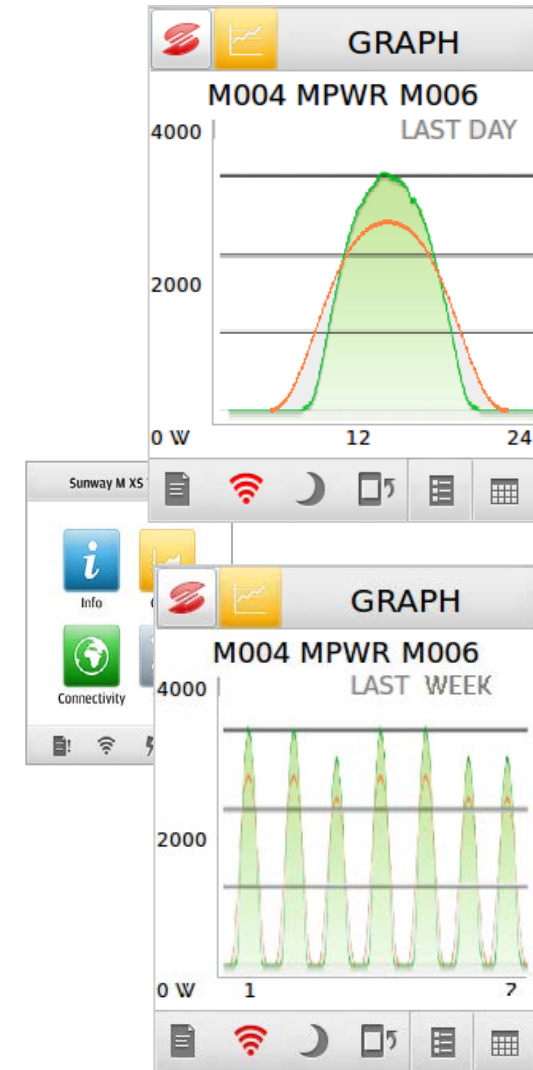 GRAPH
M004 MPWR M006
4000
LAST DAY
2000
0 W
12
24
Sunway M XS
Info
Connectivity
GRAPH
M004 MPWR M006
4000
LAST WEEK
2000
0 W
1
7